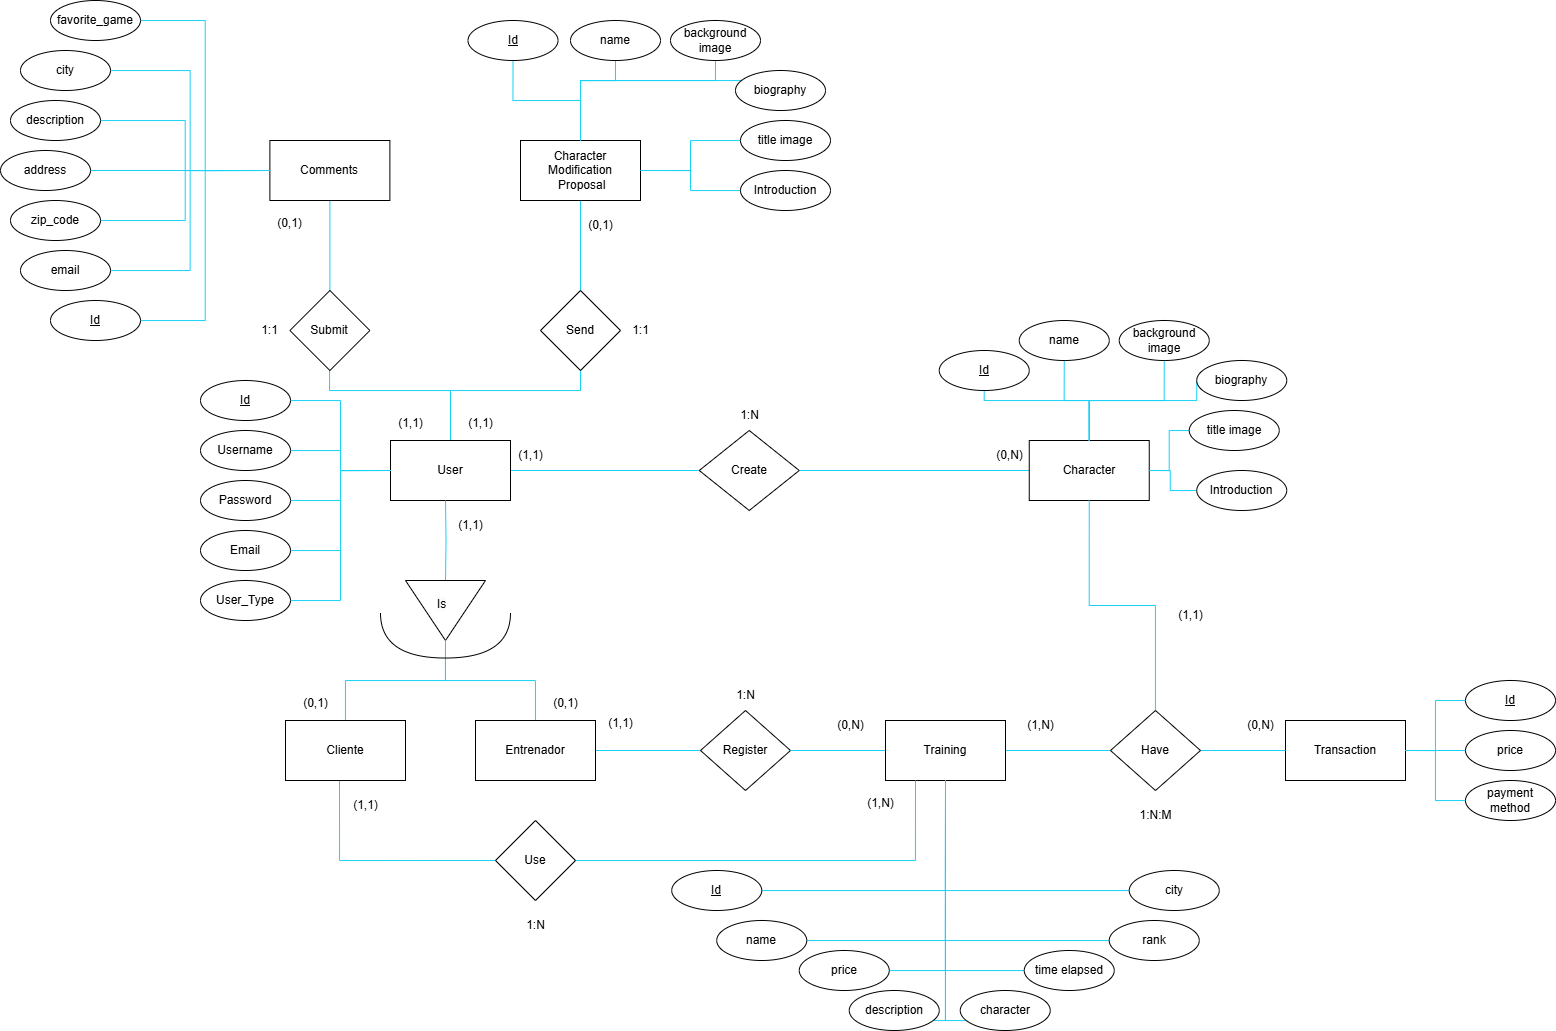 favorite_game
city
description
address
zip_code
email
Id
Comments
(0,1)
1:1
Submit
Id
name
background
image
biography
title image
Introduction
Character
Modification
Proposal
(0,1)
Send
1:1
Id
Username
Password
Email
User_Type
(1,1)
(1,1)
User
(1,1)
(1,1)
1:N
Create
(0,N)
Id
name
background
image
biography
title image
Introduction
Character
(1,1)
Is
(0,1)
(0,1)
Cliente
Entrenador
(1,1)
(1,1)
1:N
Register
(0,N)
Training
(1,N)
(1,N)
Have
1:N:M
(0,N)
Transaction
Id
price
payment
method
Use
1:N
Id
city
name
rank
price
time elapsed
description
character